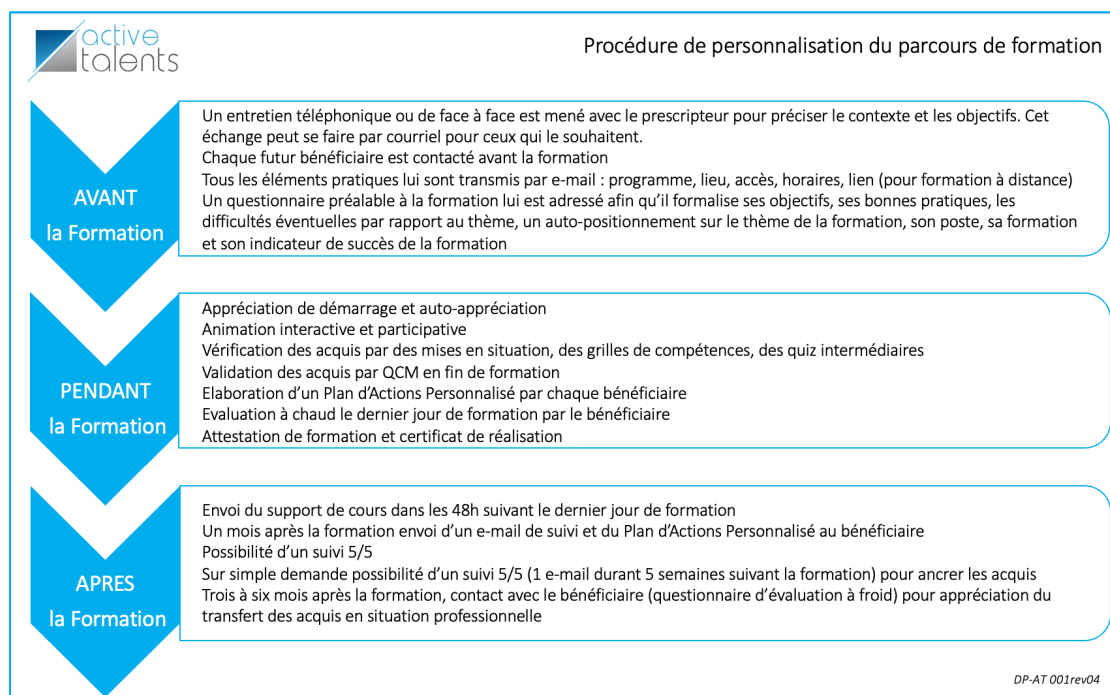 active
talents
Procédure de personnalisation du parcours de formation
AVANT
la Formation
Un entretien téléphonique ou de face à face est mené avec le prescripteur pour préciser le contexte et les objectifs. Cet
échange peut se faire par courriel pour ceux qui le souhaitent.
Chaque futur bénéficiaire est contacté avant la formation
Tous les éléments pratiques lui sont transmis par e-mail : programme, lieu, accès, horaires, lien (pour formation à distance)
Un questionnaire préalable à la formation lui est adressé afin qu'il formalise ses objectifs, ses bonnes pratiques, les
difficultés éventuelles par rapport au thème, un auto-positionnement sur le thème de la formation, son poste, sa formation
et son indicateur de succès de la formation
PENDANT
la Formation
Appréciation de démarrage et auto-appréciation
Animation interactive et participative
Vérification des acquis par des mises en situation, des grilles de compétences, des quiz intermédiaires
Validation des acquis par QCM en fin de formation
Elaboration d'un Plan d'Actions Personnalisé par chaque bénéficiaire
Evaluation à chaud le dernier jour de formation par le bénéficiaire
Attestation de formation et certificat de réalisation
APRES
la Formation
Envoi du support de cours dans les 48h suivant le dernier jour de formation
Un mois après la formation envoi d'un e-mail de suivi et du Plan d'Actions Personnalisé au bénéficiaire
Possibilité d'un suivi 5/5
Sur simple demande possibilité d'un suivi 5/5 (1 e-mail durant 5 semaines suivant la formation) pour ancrer les acquis
Trois à six mois après la formation, contact avec le bénéficiaire (questionnaire d'évaluation à froid) pour appréciation du
transfert des acquis en situation professionnelle
DP-AT 001rev04